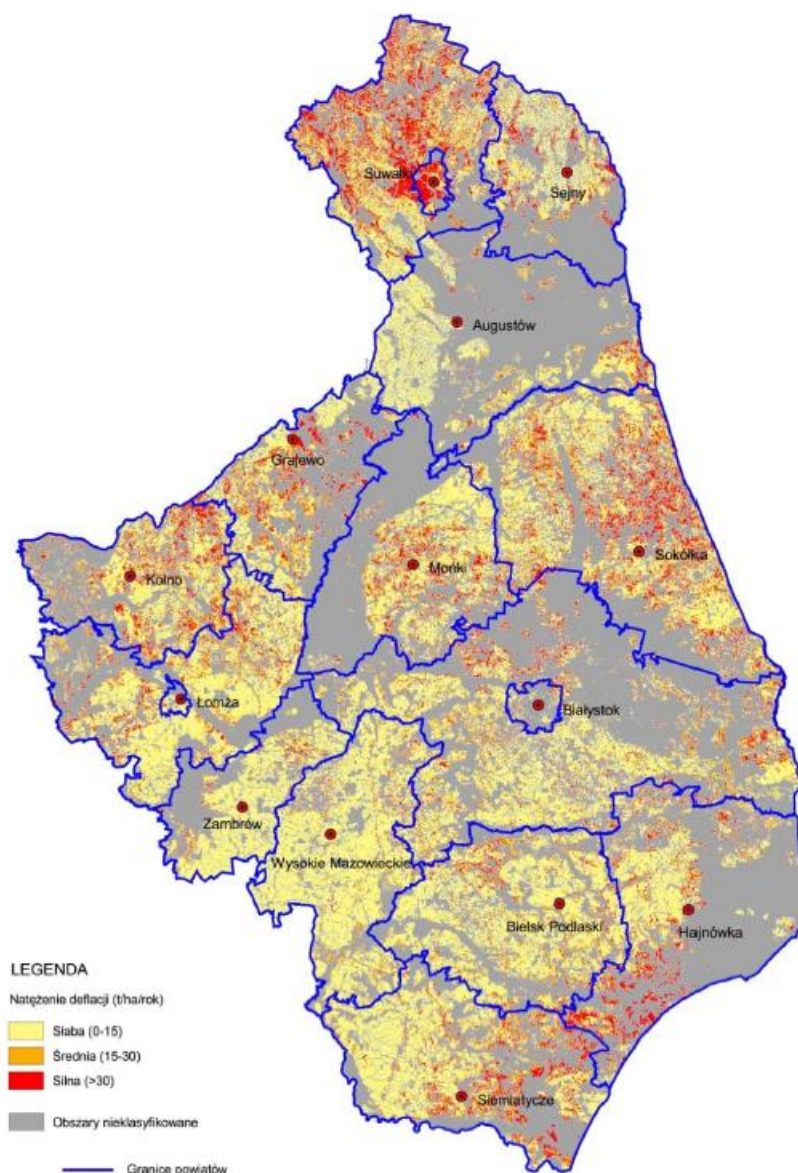 Suwałki
Sejny
Augustów
Grajewo
Sokółka
Mońki
Kolno
Łomża
Białystok
Zambrów
Wysokie Mazowieckie
Bielsk Podlaski
Hajnówka
Siemiatycze
LEGENDA
Natężenie deflacji (t/ha/rok)
Słaba (0-15)
Średnia (15-30)
Silna (>30)
Obszary nieklasyfikowane
Granice powiatów